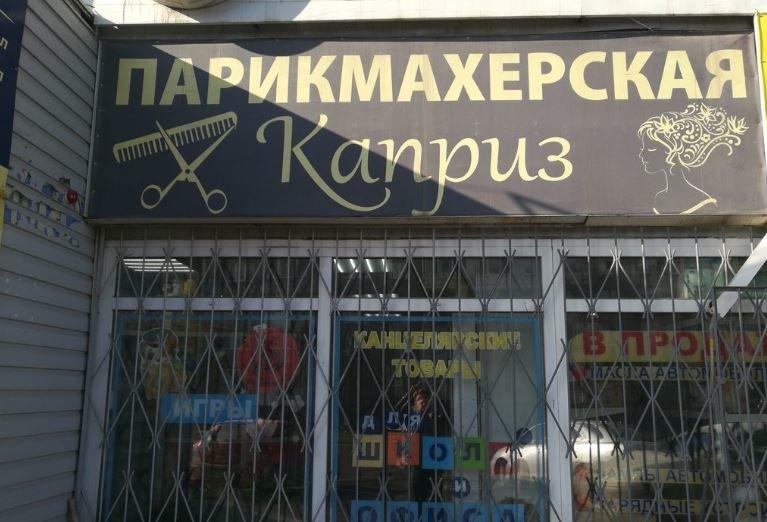 ПАРИКМАХЕРСКАЯ
Каприз
КАНЦЕЛЯРСКИЕ
ТОВАРЫ
ИГРЫ
для
школ
офиса
В ПРОДА